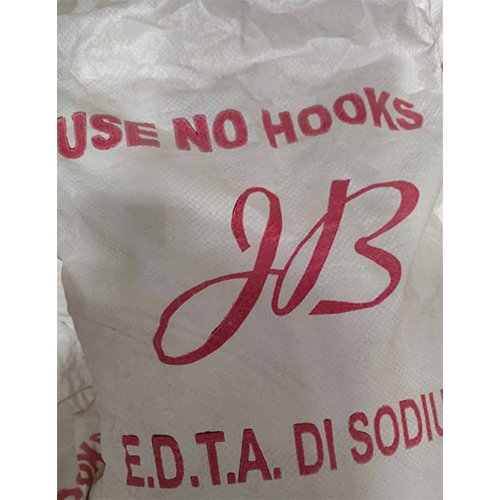 USE NO HOOKS
JB
E.D.T.A. DI SODIU